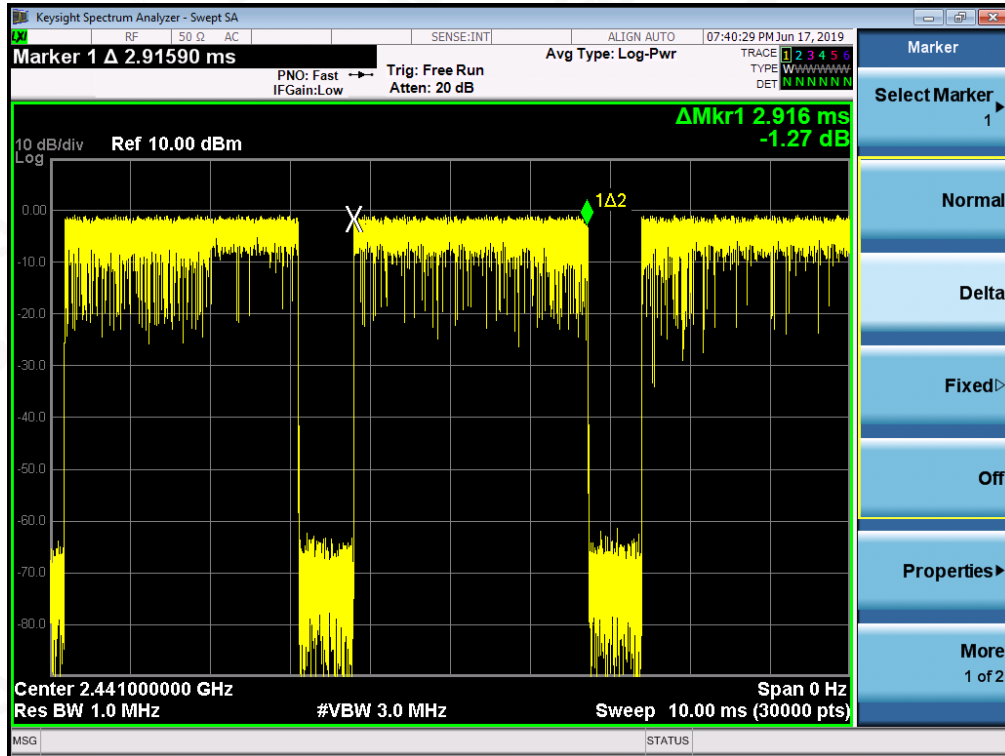 Keysight Spectrum Analyzer - Swept SA
LXI RF 50 Ω AC SENSE:INT ALIGN AUTO 07:40:29 PM Jun 17, 2019
Marker 1 Δ 2.91590 ms
PNO: Fast
IFGain:Low
Trig: Free Run
Atten: 20 dB
Avg Type: Log-Pwr
TRACE 1 2 3 4 5 6
TYPE WWWWWW
DET N N N N N N
ΔMkr1 2.916 ms
-1.27 dB
10 dB/div Ref 10.00 dBm
Log
0.00
-10.0
-20.0
-30.0
-40.0
-50.0
-60.0
-70.0
-80.0
X
1Δ2
Center 2.441000000 GHz Span 0 Hz
Res BW 1.0 MHz #VBW 3.0 MHz Sweep 10.00 ms (30000 pts)
MSG STATUS
Marker
Select Marker
1
Normal
Delta
Fixed
Off
Properties
More
1 of 2